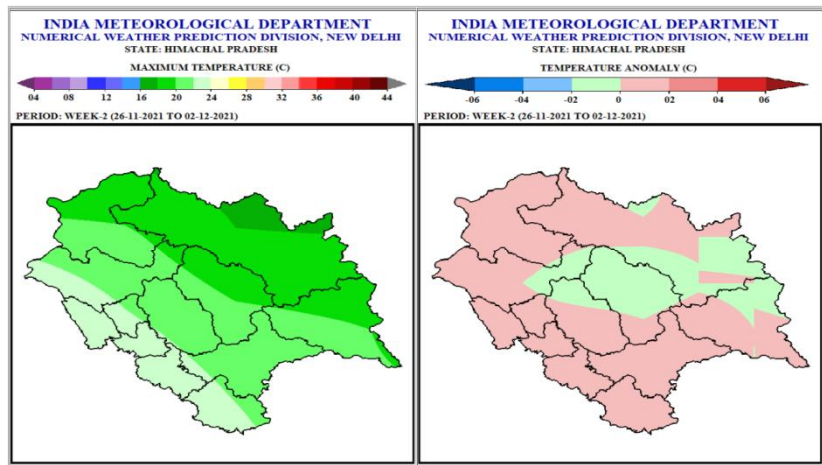 INDIA METEOROLOGICAL DEPARTMENT
NUMERICAL WEATHER PREDICTION DIVISION, NEW DELHI
STATE: HIMACHAL PRADESH
MAXIMUM TEMPERATURE (C)
04 08 12 16 20 24 28 32 36 40 44
PERIOD: WEEK-2 (26-11-2021 TO 02-12-2021)
INDIA METEOROLOGICAL DEPARTMENT
NUMERICAL WEATHER PREDICTION DIVISION, NEW DELHI
STATE: HIMACHAL PRADESH
TEMPERATURE ANOMALY (C)
-06 -04 -02 0 02 04 06
PERIOD: WEEK-2 (26-11-2021 TO 02-12-2021)